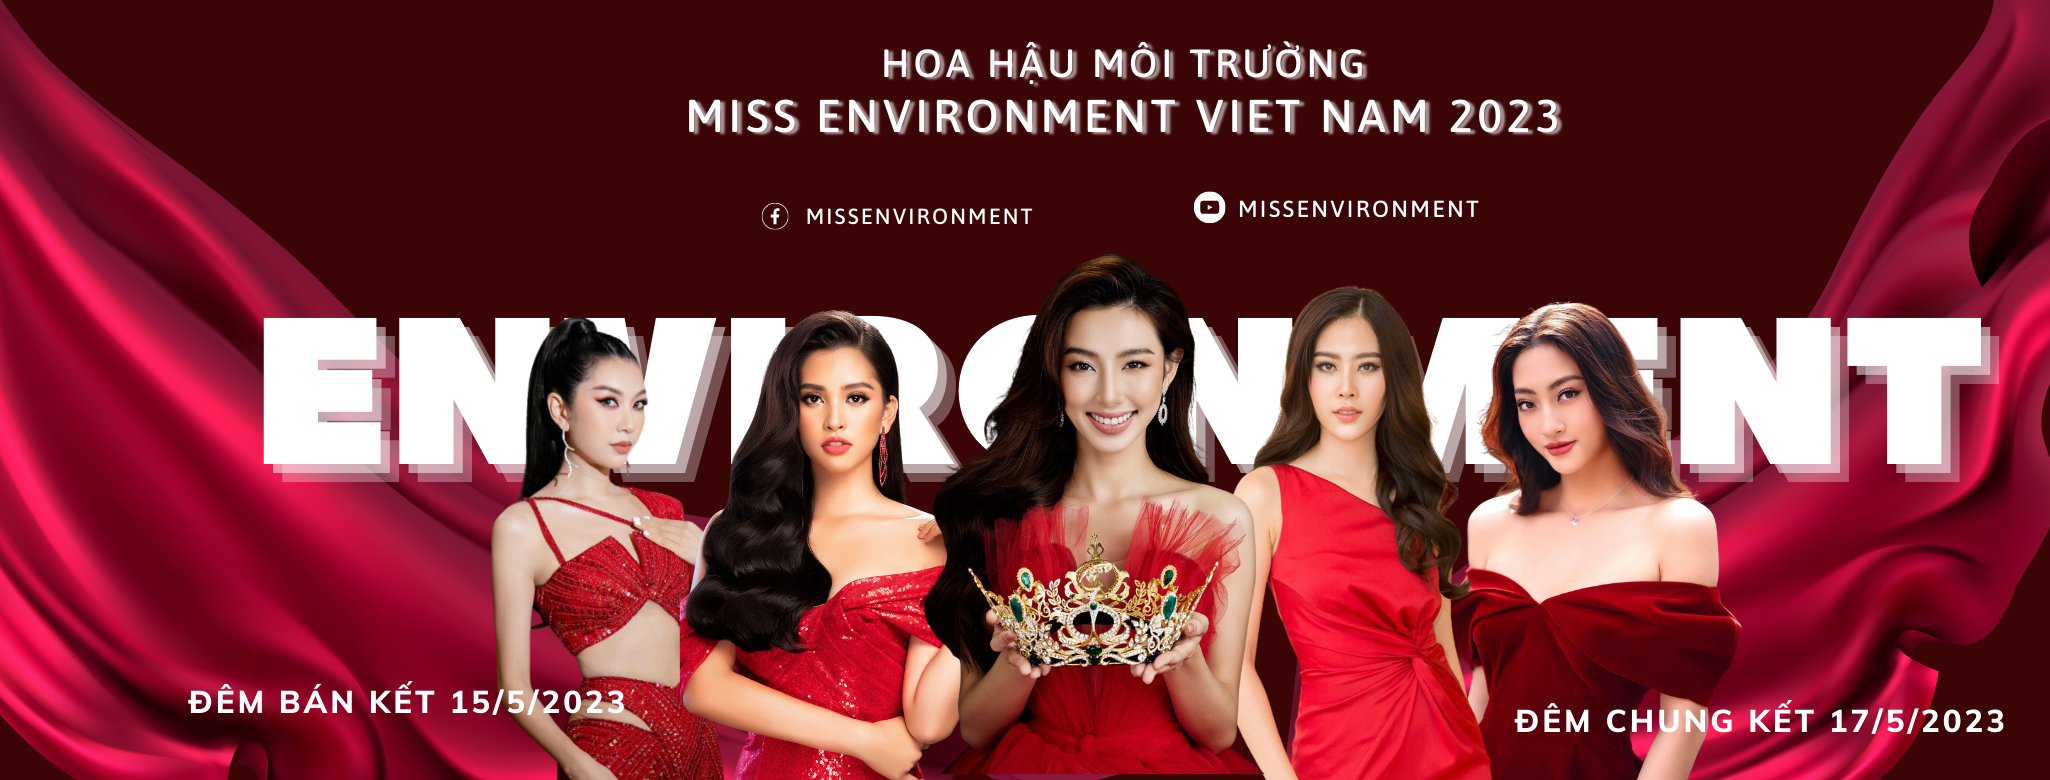 HOA HẬU MÔI TRƯỜNG
MISS ENVIRONMENT VIET NAM 2023
MISSENVIRONMENT
MISSENVIRONMENT
ENVIRONMENT
ĐÊM BÁN KẾT 15/5/2023
ĐÊM CHUNG KẾT 17/5/2023